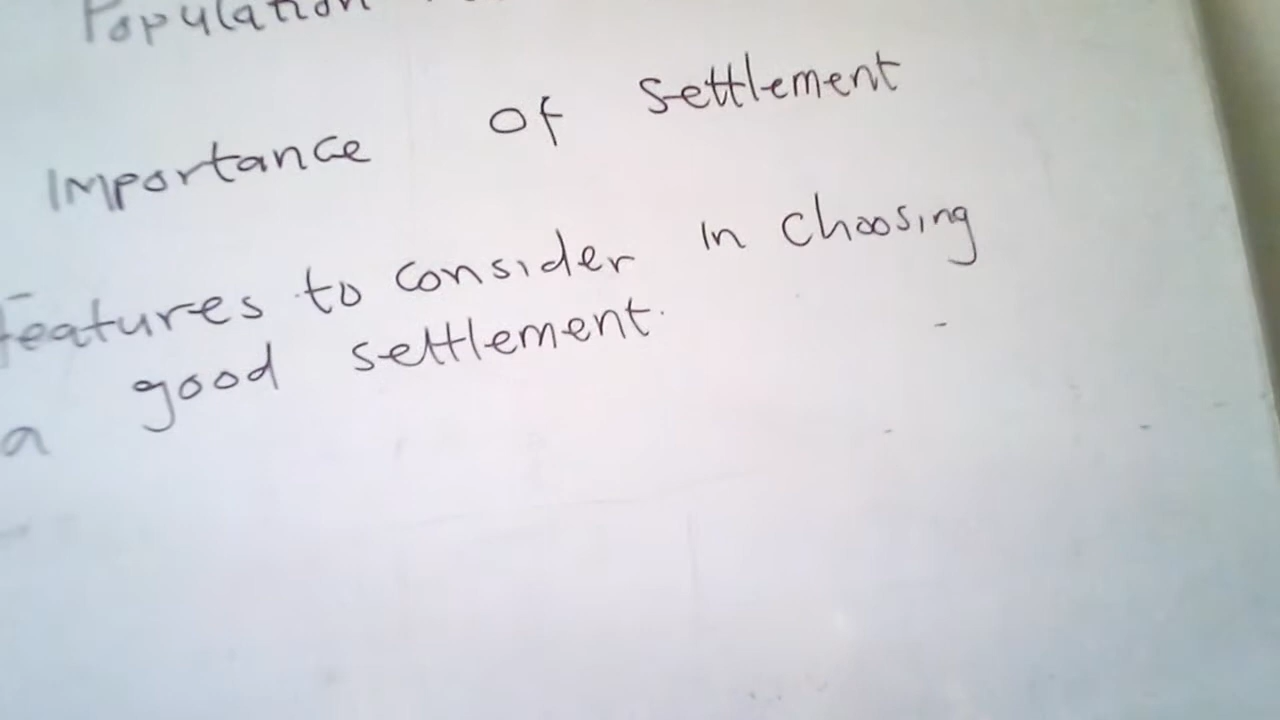 Population
Importance of settlement
features to consider in choosing
a good settlement.